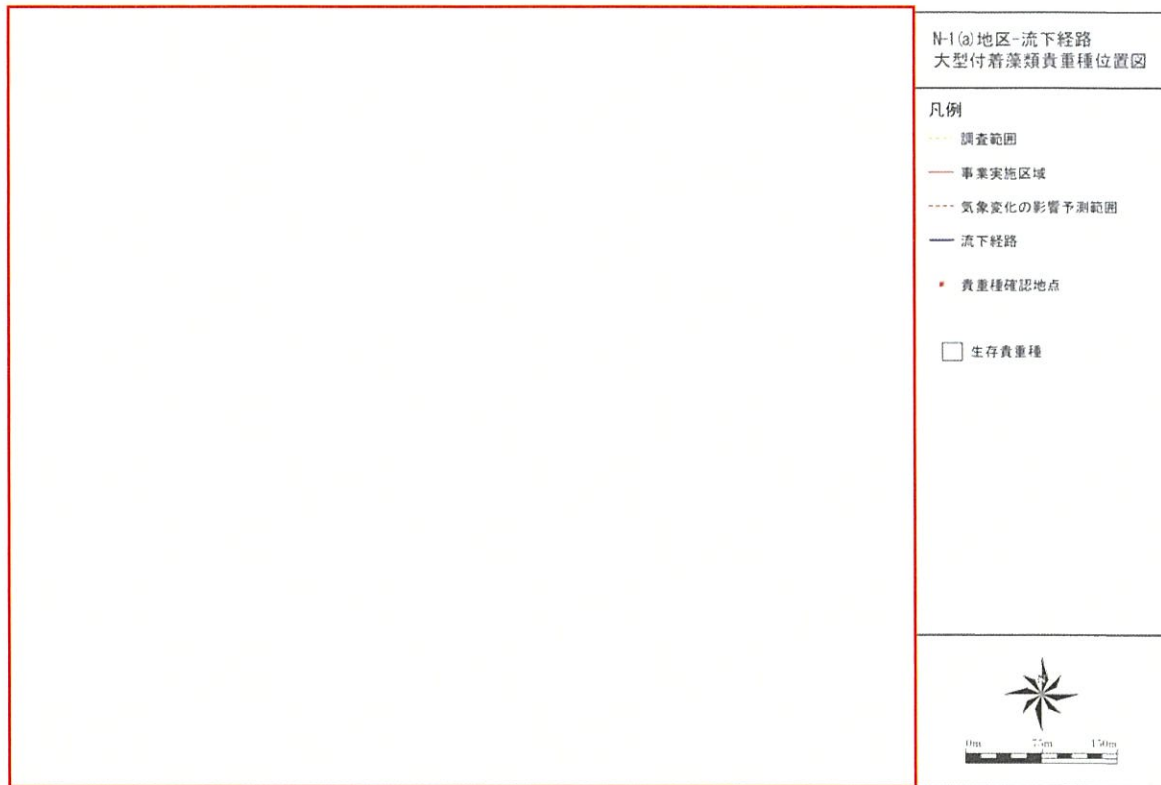 N-1(a)地区-流下経路
大型付着藻類貴重種位置図
凡例
調査範囲
事業実施区域
気象変化の影響予測範囲
流下経路
貴重種確認地点
生存貴重種
N
0m 75m 150m